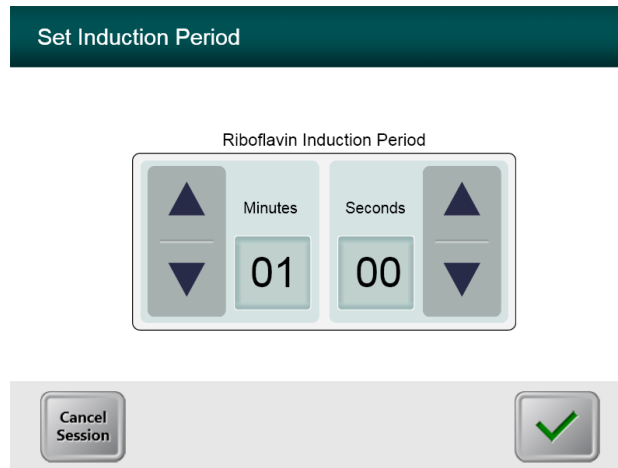 Set Induction Period
Riboflavin Induction Period
Minutes
Seconds
01
00
Cancel
Session